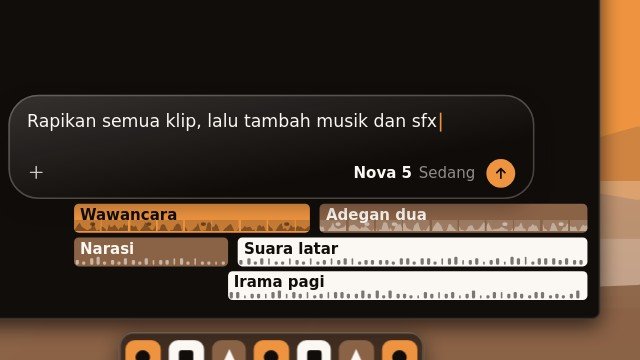 Rapikan semua klip, lalu tambah musik dan sfx
Nova 5 Sedang
Wawancara
Adegan dua
Narasi
Suara latar
Irama pagi